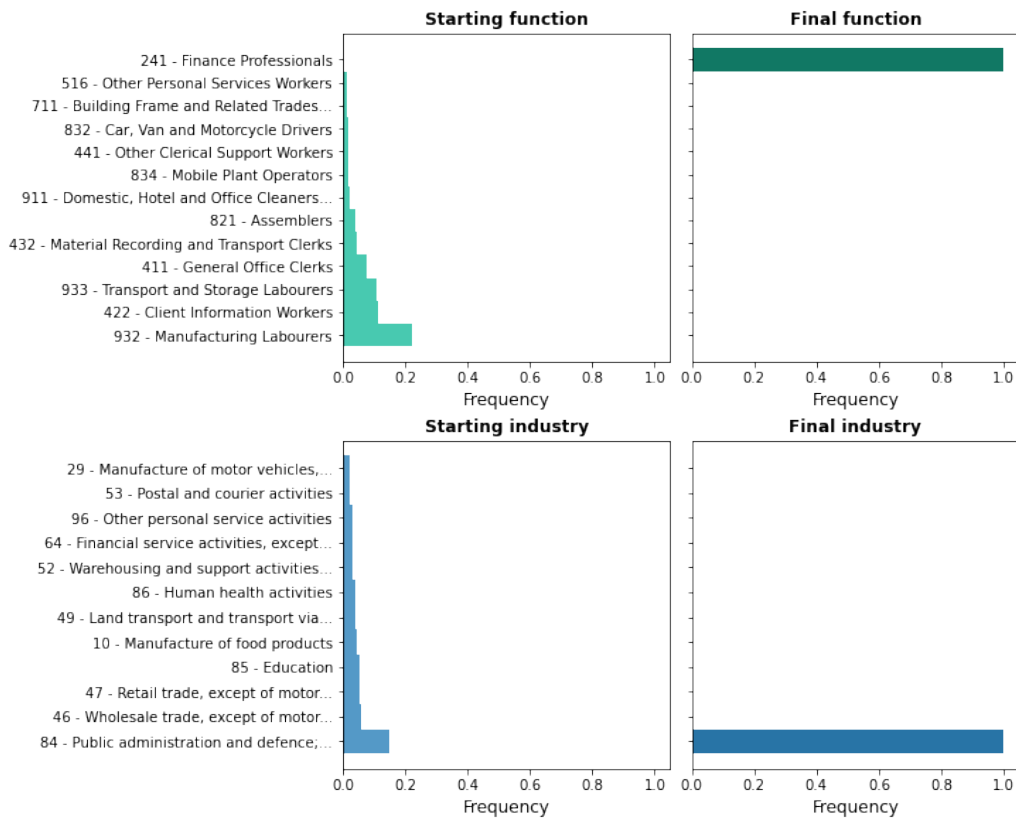 Starting function
Final function
241 - Finance Professionals
516 - Other Personal Services Workers
711 - Building Frame and Related Trades...
832 - Car, Van and Motorcycle Drivers
441 - Other Clerical Support Workers
834 - Mobile Plant Operators
911 - Domestic, Hotel and Office Cleaners...
821 - Assemblers
432 - Material Recording and Transport Clerks
411 - General Office Clerks
933 - Transport and Storage Labourers
422 - Client Information Workers
932 - Manufacturing Labourers
0.0 0.2 0.4 0.6 0.8 1.0
0.0 0.2 0.4 0.6 0.8 1.0
Frequency
Frequency
Starting industry
Final industry
29 - Manufacture of motor vehicles,...
53 - Postal and courier activities
96 - Other personal service activities
64 - Financial service activities, except...
52 - Warehousing and support activities...
86 - Human health activities
49 - Land transport and transport via...
10 - Manufacture of food products
85 - Education
47 - Retail trade, except of motor...
46 - Wholesale trade, except of motor...
84 - Public administration and defence;...
0.0 0.2 0.4 0.6 0.8 1.0
0.0 0.2 0.4 0.6 0.8 1.0
Frequency
Frequency